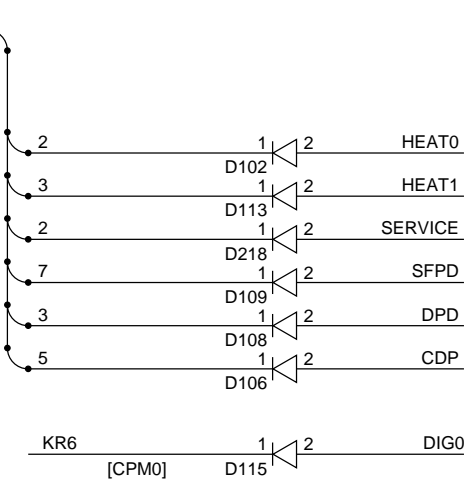 2 1 2 HEAT0
D102
3 1 2 HEAT1
D113
2 1 2 SERVICE
D218
7 1 2 SFPD
D109
3 1 2 DPD
D108
5 1 2 CDP
D106
KR6 1 2 DIG0
[CPM0] D115